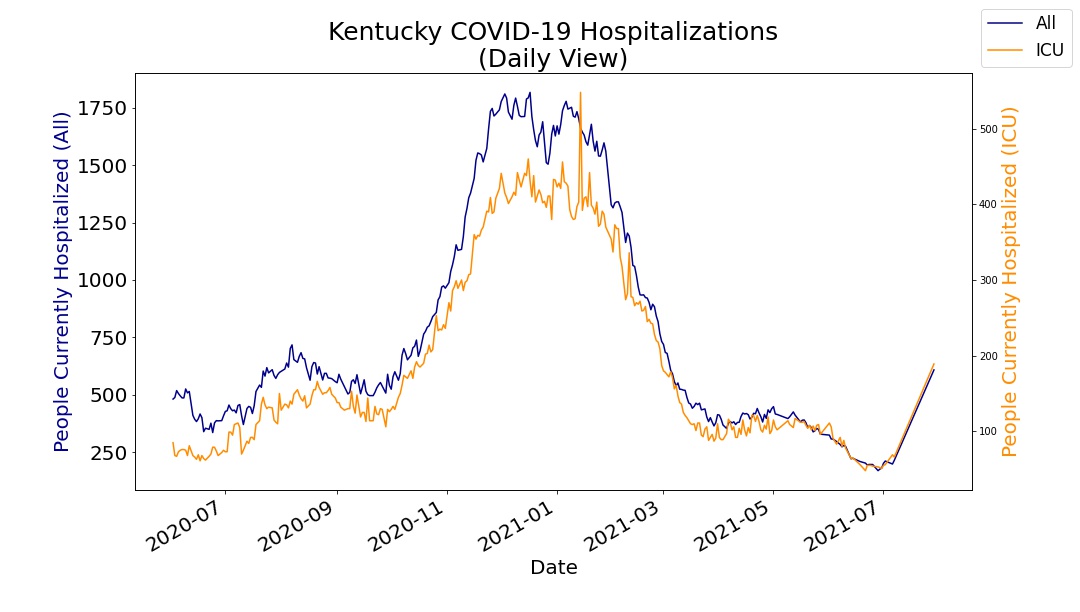 Kentucky COVID-19 Hospitalizations
(Daily View)
All
ICU
People Currently Hospitalized (All)
1750
1500
1250
1000
750
500
250
500
400
300
200
100
People Currently Hospitalized (ICU)
2020-07
2020-09
2020-11
2021-01
2021-03
2021-05
2021-07
Date